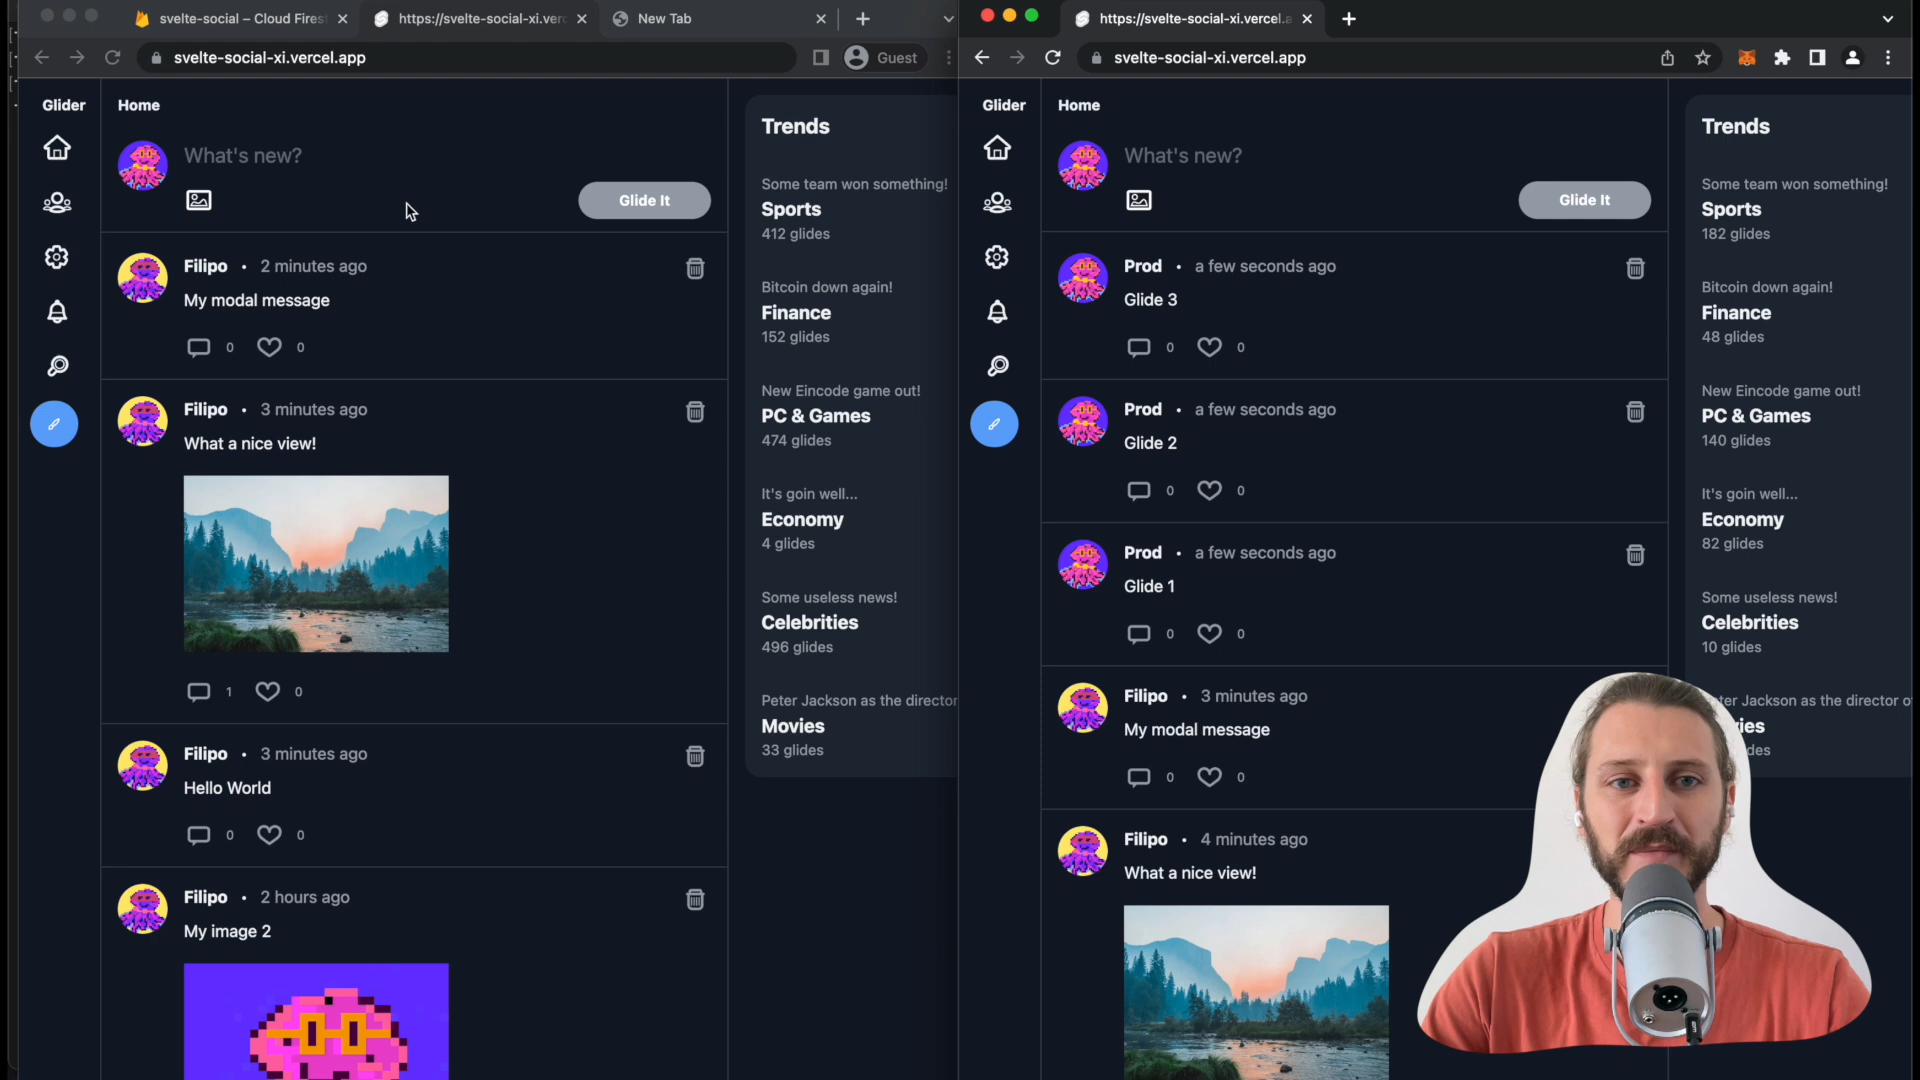 svelte-social – Cloud Fires
https://svelte-social-xi.verc
New Tab
svelte-social-xi.vercel.app
Guest
Glider
Home
What's new?
Glide It
Filipo • 2 minutes ago
My modal message
0 0
Filipo • 3 minutes ago
What a nice view!
1 0
Filipo • 3 minutes ago
Hello World
0 0
Filipo • 2 hours ago
My image 2
Trends
Some team won something!
Sports
412 glides
Bitcoin down again!
Finance
152 glides
New Eincode game out!
PC & Games
474 glides
It's goin well...
Economy
4 glides
Some useless news!
Celebrities
496 glides
Peter Jackson as the director
Movies
33 glides
https://svelte-social-xi.vercel.a
svelte-social-xi.vercel.app
Glider
Home
What's new?
Glide It
Prod • a few seconds ago
Glide 3
0 0
Prod • a few seconds ago
Glide 2
0 0
Prod • a few seconds ago
Glide 1
0 0
Filipo • 3 minutes ago
My modal message
0 0
Filipo • 4 minutes ago
What a nice view!
Trends
Some team won something!
Sports
182 glides
Bitcoin down again!
Finance
48 glides
New Eincode game out!
PC & Games
140 glides
It's goin well...
Economy
82 glides
Some useless news!
Celebrities
10 glides
ter Jackson as the director o
ies
des